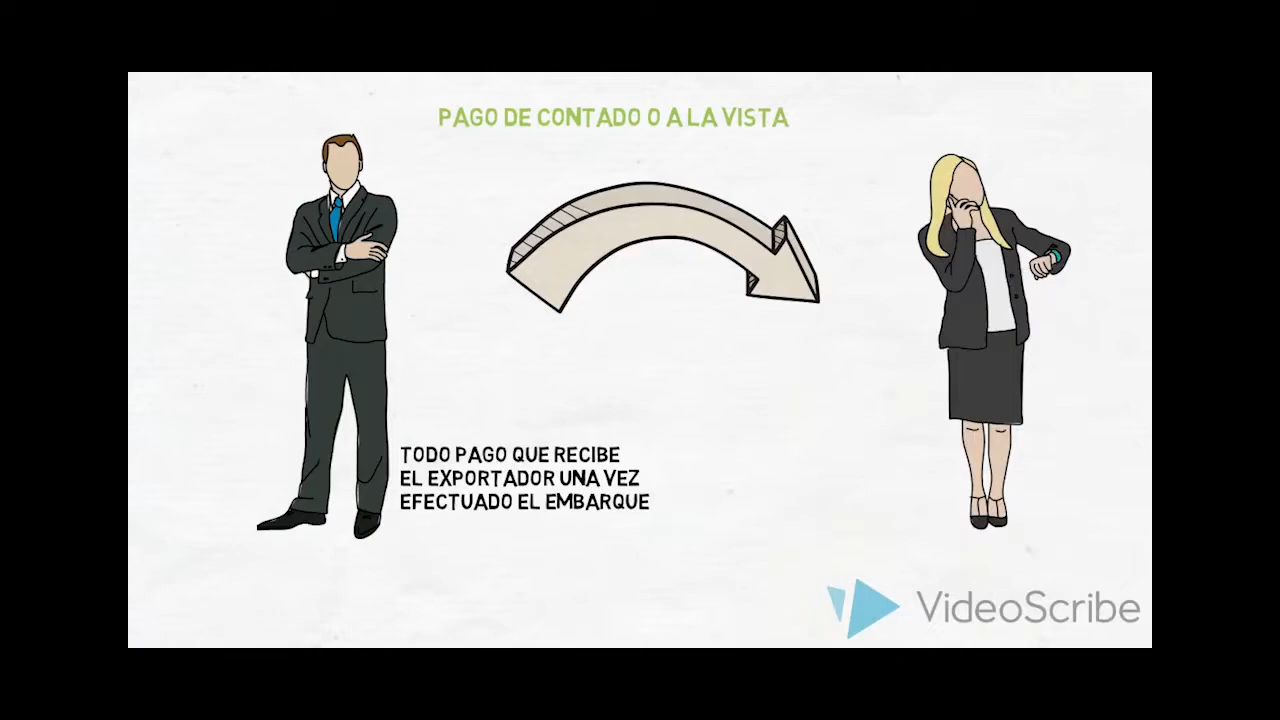 PAGO DE CONTADO O A LA VISTA
TODO PAGO QUE RECIBE
EL EXPORTADOR UNA VEZ
EFECTUADO EL EMBARQUE
VideoScribe